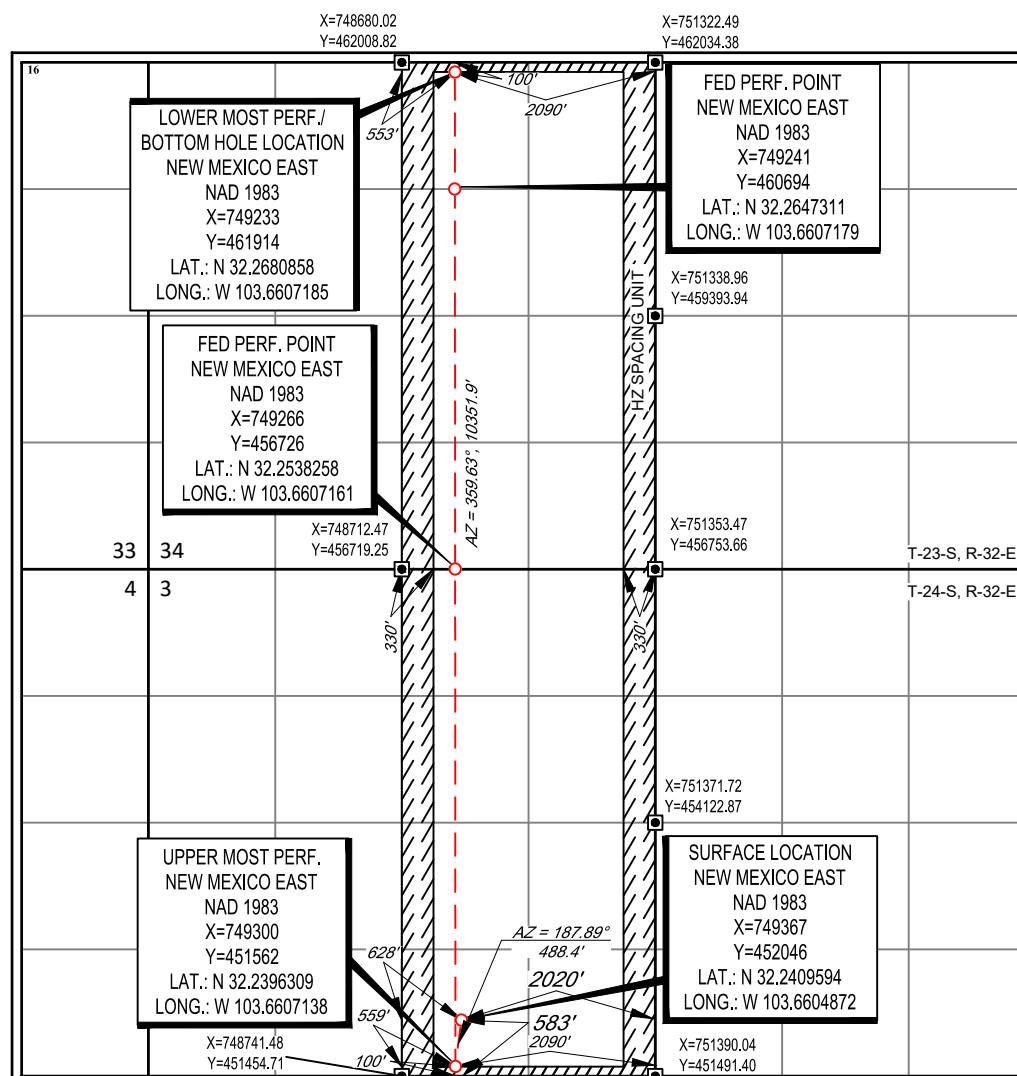 X=748680.02
Y=462008.82
X=751322.49
Y=462034.38
16
100'
2090'
553'
LOWER MOST PERF./
BOTTOM HOLE LOCATION
NEW MEXICO EAST
NAD 1983
X=749233
Y=461914
LAT.: N 32.2680858
LONG.: W 103.6607185
FED PERF. POINT
NEW MEXICO EAST
NAD 1983
X=749241
Y=460694
LAT.: N 32.2647311
LONG.: W 103.6607179
HZ SPACING UNIT
X=751338.96
Y=459393.94
FED PERF. POINT
NEW MEXICO EAST
NAD 1983
X=749266
Y=456726
LAT.: N 32.2538258
LONG.: W 103.6607161
AZ = 359.63°, 10351.9'
X=748712.47
Y=456719.25
X=751353.47
Y=456753.66
33 34
T-23-S, R-32-E
4 3
T-24-S, R-32-E
330'
330'
X=751371.72
Y=454122.87
UPPER MOST PERF.
NEW MEXICO EAST
NAD 1983
X=749300
Y=451562
LAT.: N 32.2396309
LONG.: W 103.6607138
SURFACE LOCATION
NEW MEXICO EAST
NAD 1983
X=749367
Y=452046
LAT.: N 32.2409594
LONG.: W 103.6604872
AZ = 187.89°
488.4'
628'
2020'
559'
583'
2090'
100'
X=748741.48
Y=451454.71
X=751390.04
Y=451491.40